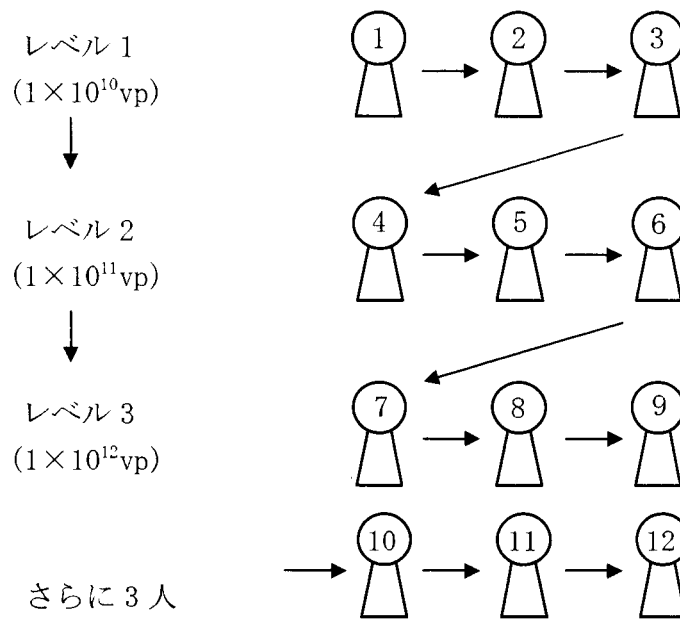 レベル 1
(1×10¹⁰vp)
1 2 3
レベル 2
(1×10¹¹vp)
4 5 6
レベル 3
(1×10¹²vp)
7 8 9
さらに 3 人
10 11 12